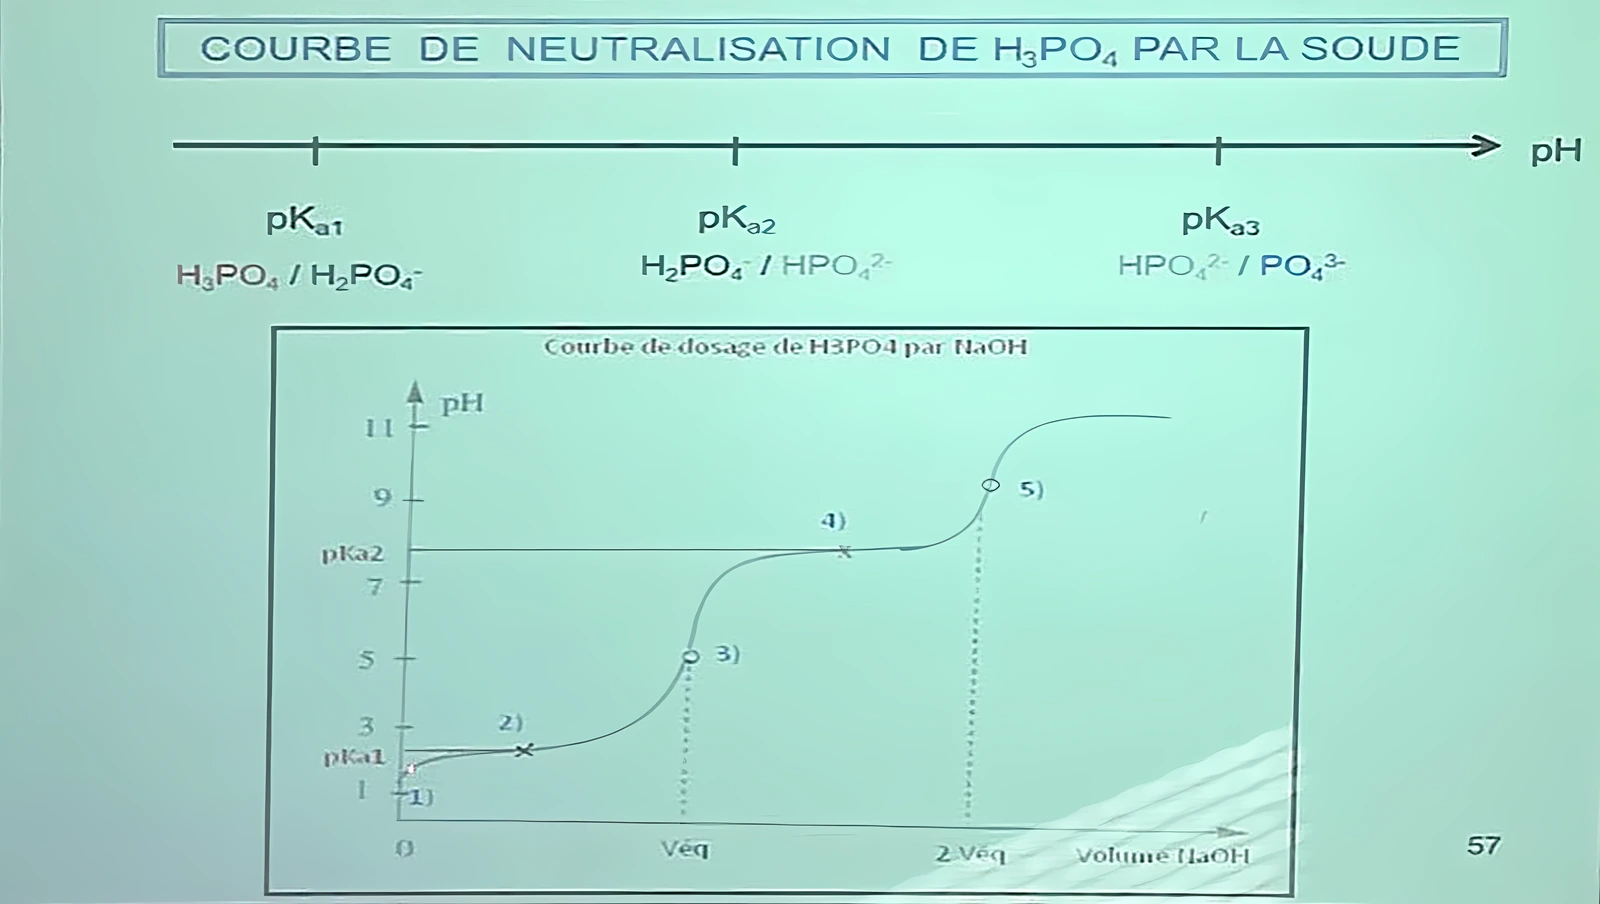 COURBE DE NEUTRALISATION DE H₃PO₄ PAR LA SOUDE
pH
pKa1 pKa2 pKa3
H₃PO₄ / H₂PO₄⁻ H₂PO₄⁻ / HPO₄²⁻ HPO₄²⁻ / PO₄³⁻
Courbe de dosage de H3PO4 par NaOH
pH
11
9
5)
4)
pKa2
7
5
3)
3
2)
pKa1
1
1)
0 Véq 2 Véq Volume NaOH
57